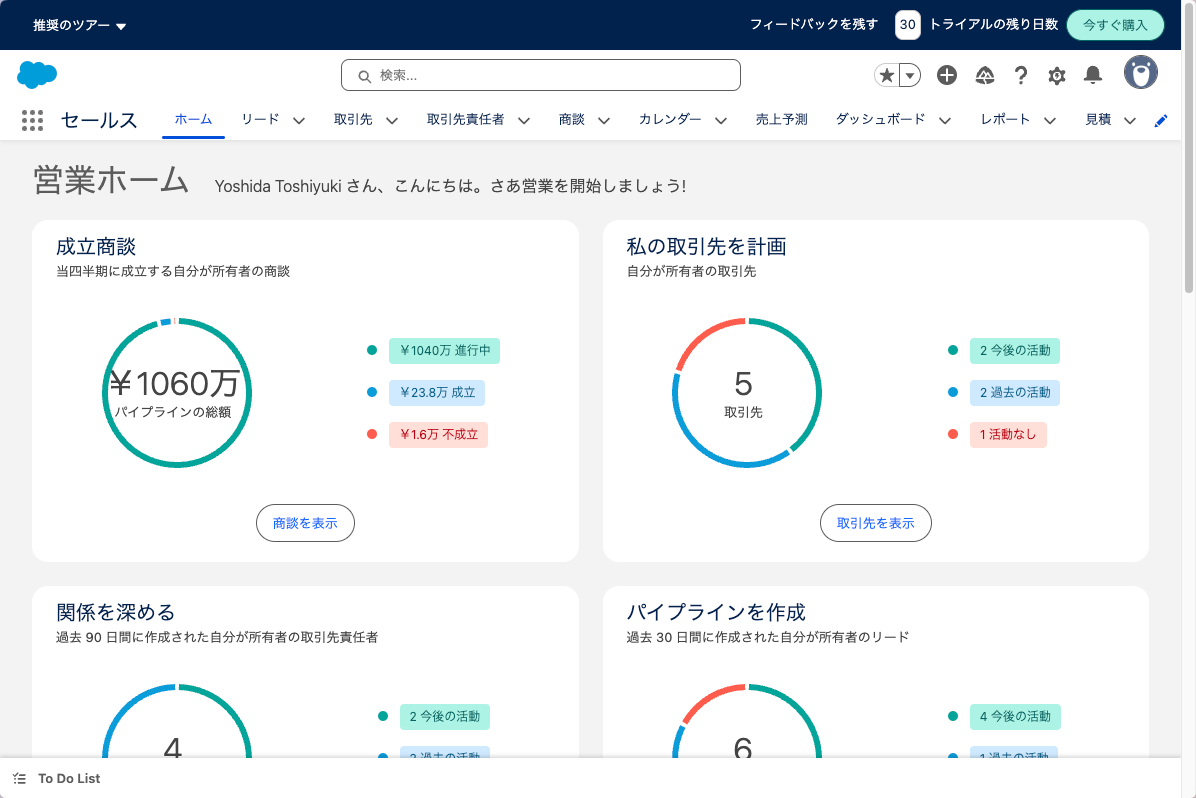 推奨のツアー
フィードバックを残す 30 トライアルの残り日数 今すぐ購入
検索...
セールス ホーム リード 取引先 取引先責任者 商談 カレンダー 売上予測 ダッシュボード レポート 見積
営業ホーム Yoshida Toshiyuki さん、こんにちは。さあ営業を開始しましょう!
成立商談
当四半期に成立する自分が所有者の商談
￥1060万
パイプラインの総額
￥1040万 進行中
￥23.8万 成立
￥1.6万 不成立
商談を表示
私の取引先を計画
自分が所有者の取引先
5
取引先
2 今後の活動
2 過去の活動
1 活動なし
取引先を表示
関係を深める
過去 90 日間に作成された自分が所有者の取引先責任者
4
2 今後の活動
2 過去の活動
パイプラインを作成
過去 30 日間に作成された自分が所有者のリード
6
4 今後の活動
1 過去の活動
To Do List